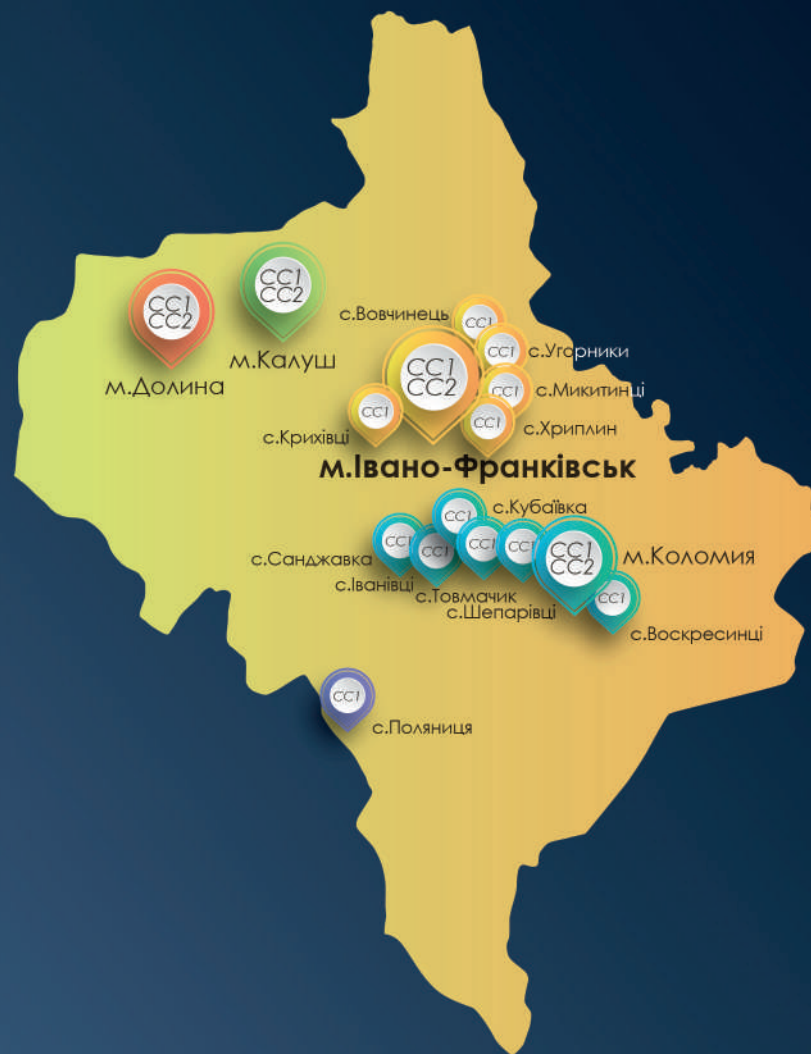 CC1
CC2
м.Долина
CC1
CC2
м.Калуш
с.Вовчинець
CC1
CC1
с.Угорники
CC1
CC2
CC1
с.Микитинці
CC1
с.Крихівці
CC1
с.Хриплин
м.Івано-Франківськ
CC1
с.Кубаївка
CC1
с.Санджавка
CC1
с.Іванівці
CC1
с.Товмачик
CC1
с.Шепарівці
CC1
CC2
м.Коломия
CC1
с.Воскресинці
CC1
с.Поляниця